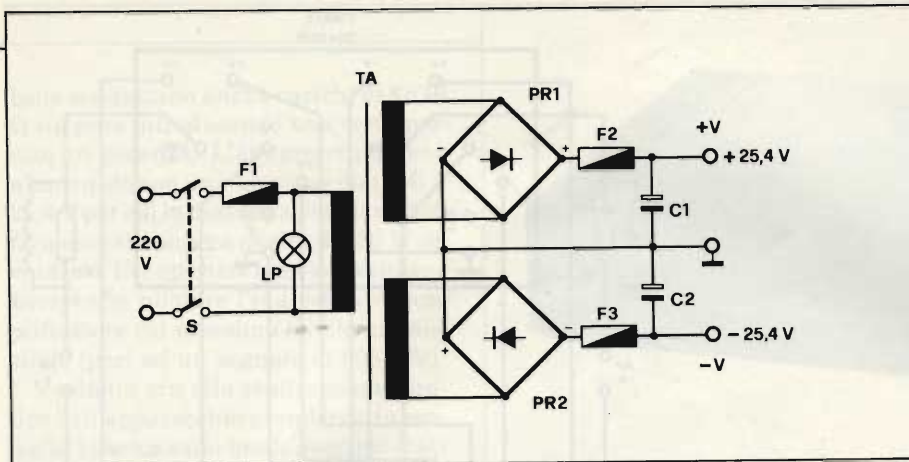 TA
PR1
F2
+V
+ 25,4 V
F1
C1
220
V
LP
C2
S
F3
– 25,4 V
–V
PR2
+
–
–
+